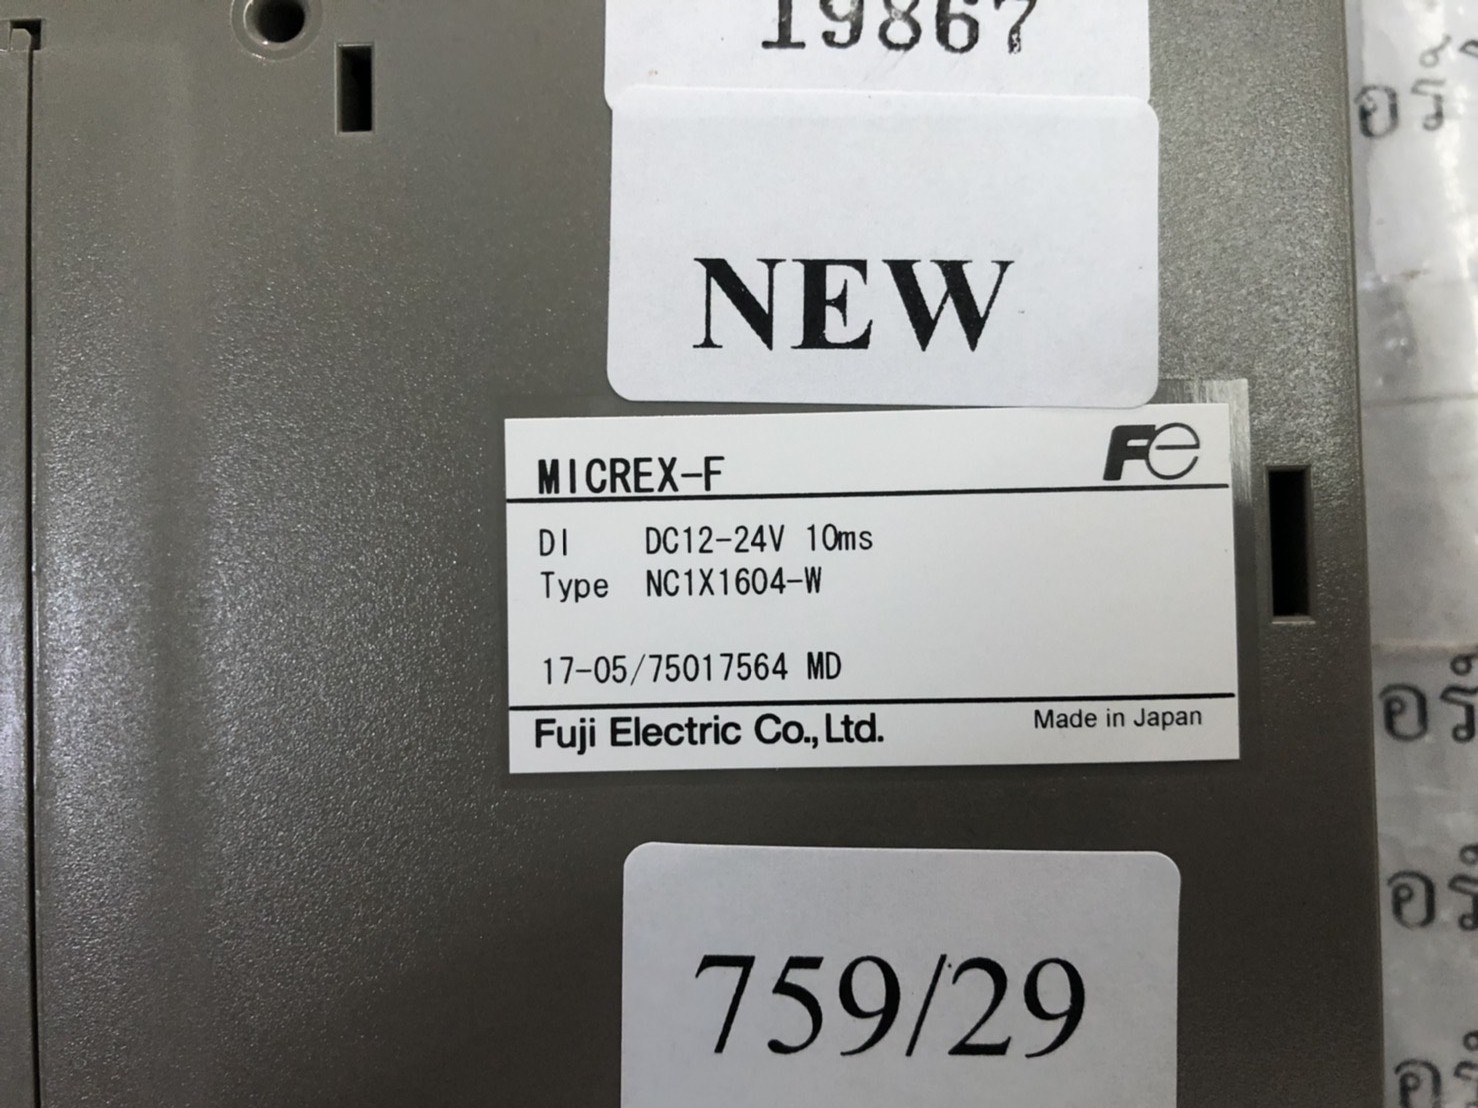 19867
NEW
MICREX-F
Fe
DI DC12-24V 10ms
Type NC1X1604-W
17-05/75017564 MD
Fuji Electric Co.,Ltd.
Made in Japan
759/29